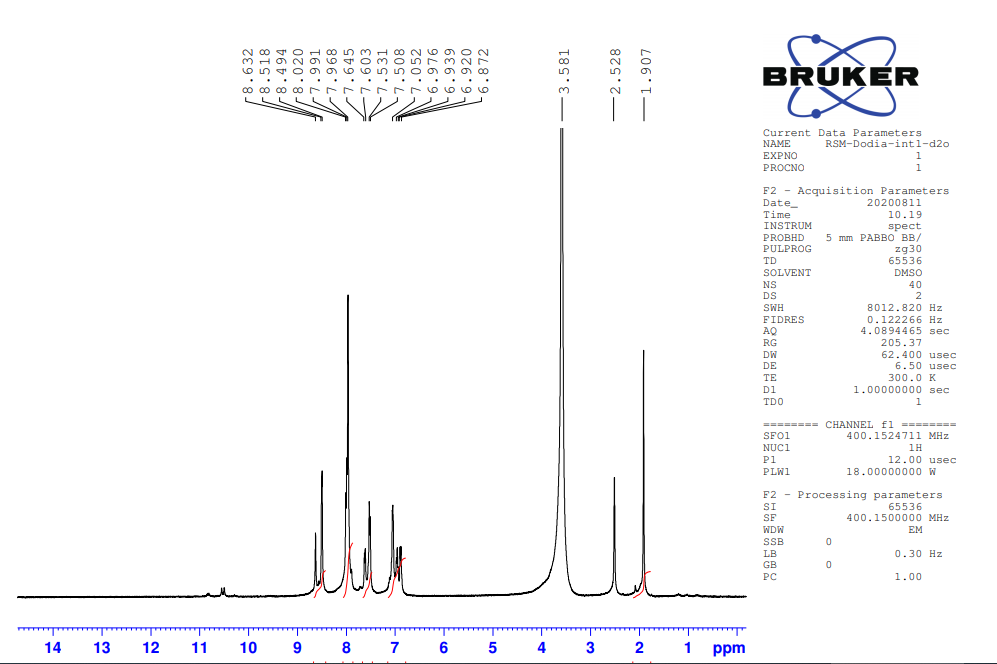 8.632
8.518
8.494
8.020
7.991
7.968
7.645
7.603
7.531
7.508
7.052
6.976
6.939
6.920
6.872
3.581
2.528
1.907
BRUKER
Current Data Parameters
NAME RSM-Dodia-int1-d2o
EXPNO 1
PROCNO 1
F2 - Acquisition Parameters
Date_ 20200811
Time 10.19
INSTRUM spect
PROBHD 5 mm PABBO BB/
PULPROG zg30
TD 65536
SOLVENT DMSO
NS 40
DS 2
SWH 8012.820 Hz
FIDRES 0.122266 Hz
AQ 4.0894465 sec
RG 205.37
DW 62.400 usec
DE 6.50 usec
TE 300.0 K
D1 1.00000000 sec
TD0 1
======== CHANNEL f1 ========
SFO1 400.1524711 MHz
NUC1 1H
P1 12.00 usec
PLW1 18.00000000 W
F2 - Processing parameters
SI 65536
SF 400.1500000 MHz
WDW EM
SSB 0
LB 0.30 Hz
GB 0
PC 1.00
14 13 12 11 10 9 8 7 6 5 4 3 2 1 ppm